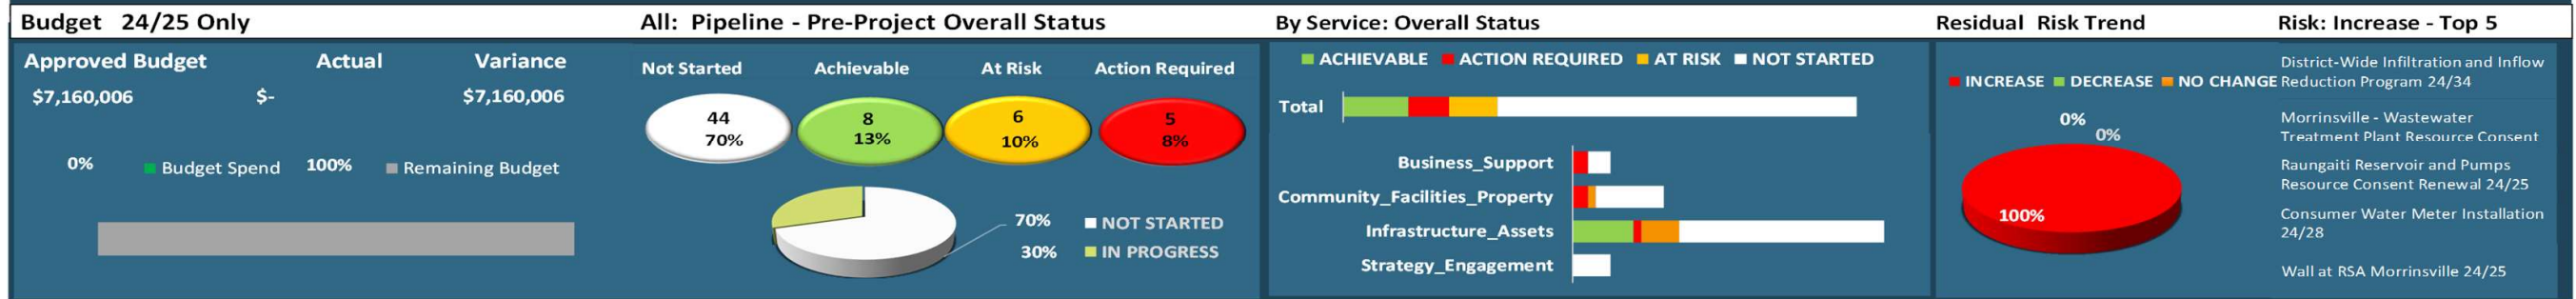 Budget 24/25 Only
Approved Budget Actual Variance
$7,160,006 $- $7,160,006
0% Budget Spend 100% Remaining Budget
All: Pipeline - Pre-Project Overall Status
Not Started Achievable At Risk Action Required
44 8 6 5
70% 13% 10% 8%
70% NOT STARTED
30% IN PROGRESS
By Service: Overall Status
ACHIEVABLE ACTION REQUIRED AT RISK NOT STARTED
Total
Business_Support
Community_Facilities_Property
Infrastructure_Assets
Strategy_Engagement
Residual Risk Trend
INCREASE DECREASE NO CHANGE
0%
0%
100%
Risk: Increase - Top 5
District-Wide Infiltration and Inflow
Reduction Program 24/34
Morrinsville - Wastewater
Treatment Plant Resource Consent
Raungaiti Reservoir and Pumps
Resource Consent Renewal 24/25
Consumer Water Meter Installation
24/28
Wall at RSA Morrinsville 24/25